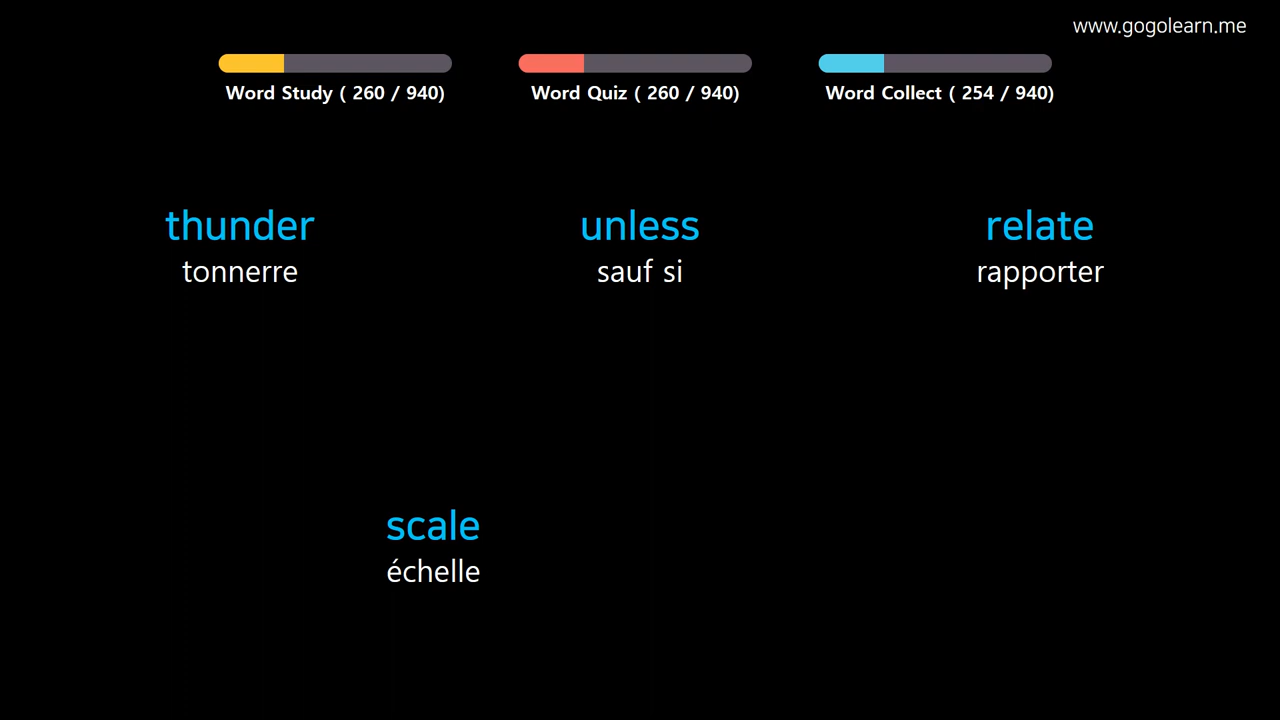 www.gogolearn.me
Word Study ( 260 / 940)
Word Quiz ( 260 / 940)
Word Collect ( 254 / 940)
thunder
tonnerre
unless
sauf si
relate
rapporter
scale
échelle